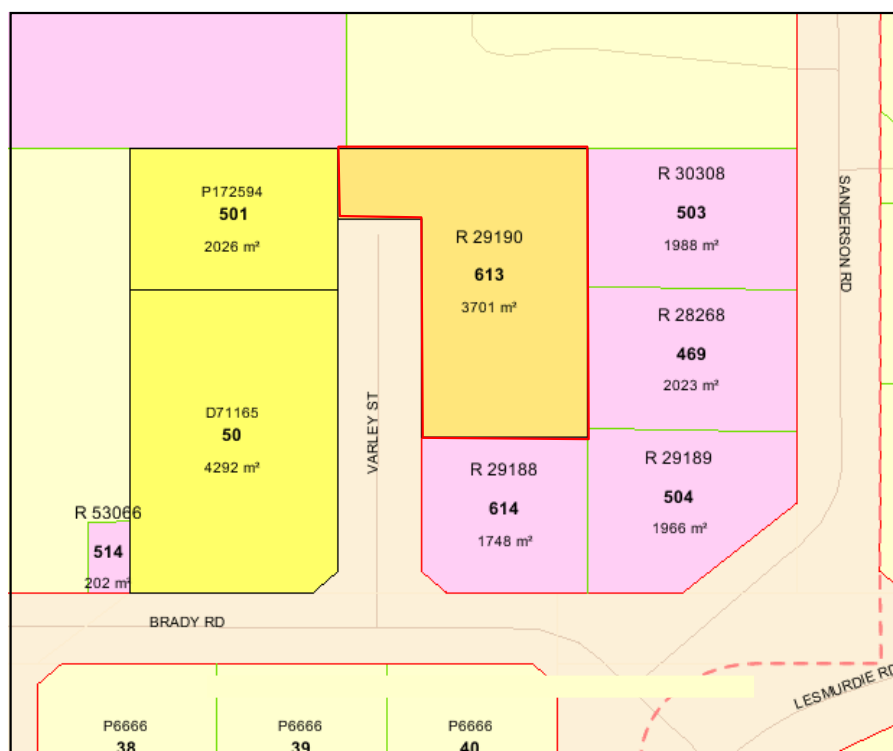 P172594
501
2026 m²
R 29190
613
3701 m²
R 30308
503
1988 m²
SANDERSON RD
R 28268
469
2023 m²
D71165
50
4292 m²
VARLEY ST
R 29188
614
1748 m²
R 29189
504
1966 m²
R 53066
514
202 m²
BRADY RD
LESMURDIE RD
P6666
38
P6666
39
P6666
40